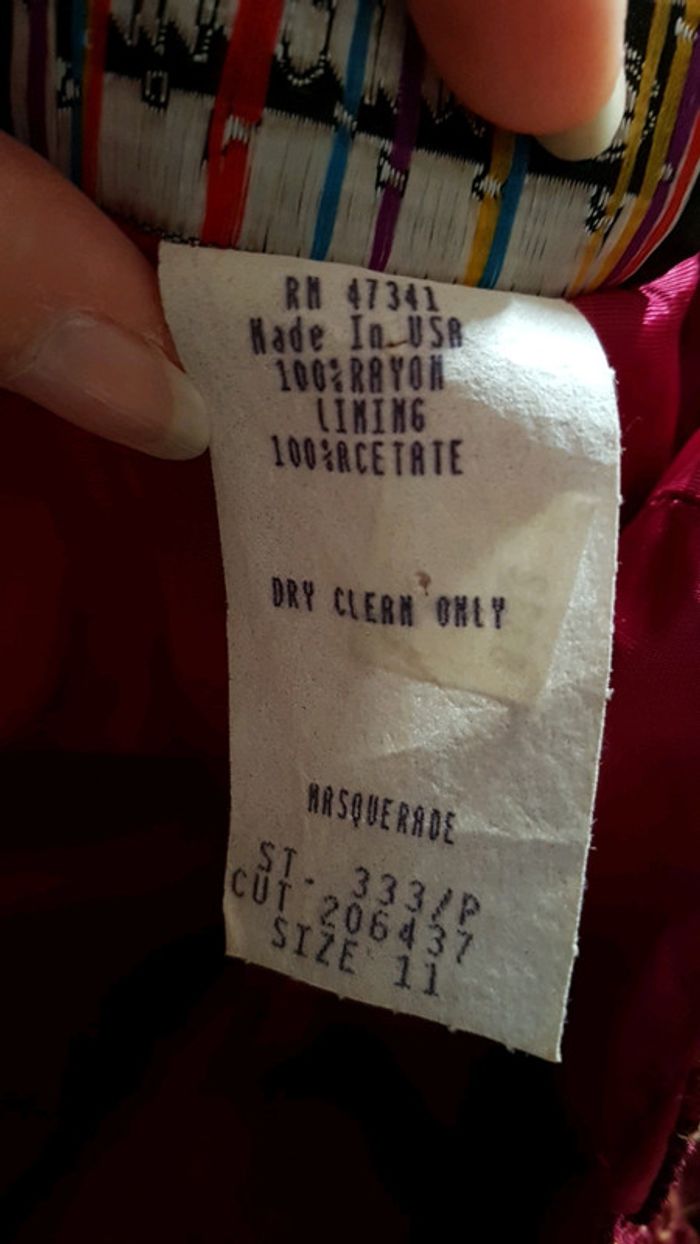 RN 47341
Made In USA
100%RAYON
LINING
100%ACETATE
DRY CLEAN ONLY
MASQUERADE
ST. 333/P
CUT 206437
SIZE 11